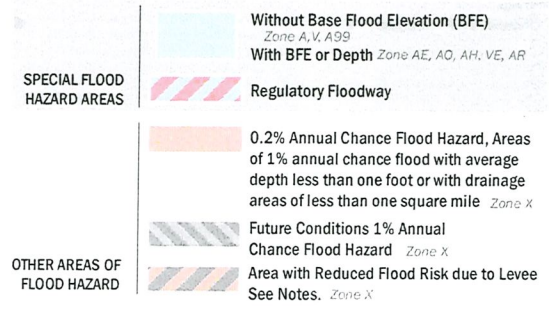 Without Base Flood Elevation (BFE)
Zone A,V, A99
With BFE or Depth Zone AE, AO, AH, VE, AR
SPECIAL FLOOD
HAZARD AREAS
Regulatory Floodway
0.2% Annual Chance Flood Hazard, Areas
of 1% annual chance flood with average
depth less than one foot or with drainage
areas of less than one square mile Zone X
Future Conditions 1% Annual
Chance Flood Hazard Zone X
OTHER AREAS OF
FLOOD HAZARD
Area with Reduced Flood Risk due to Levee
See Notes. Zone X